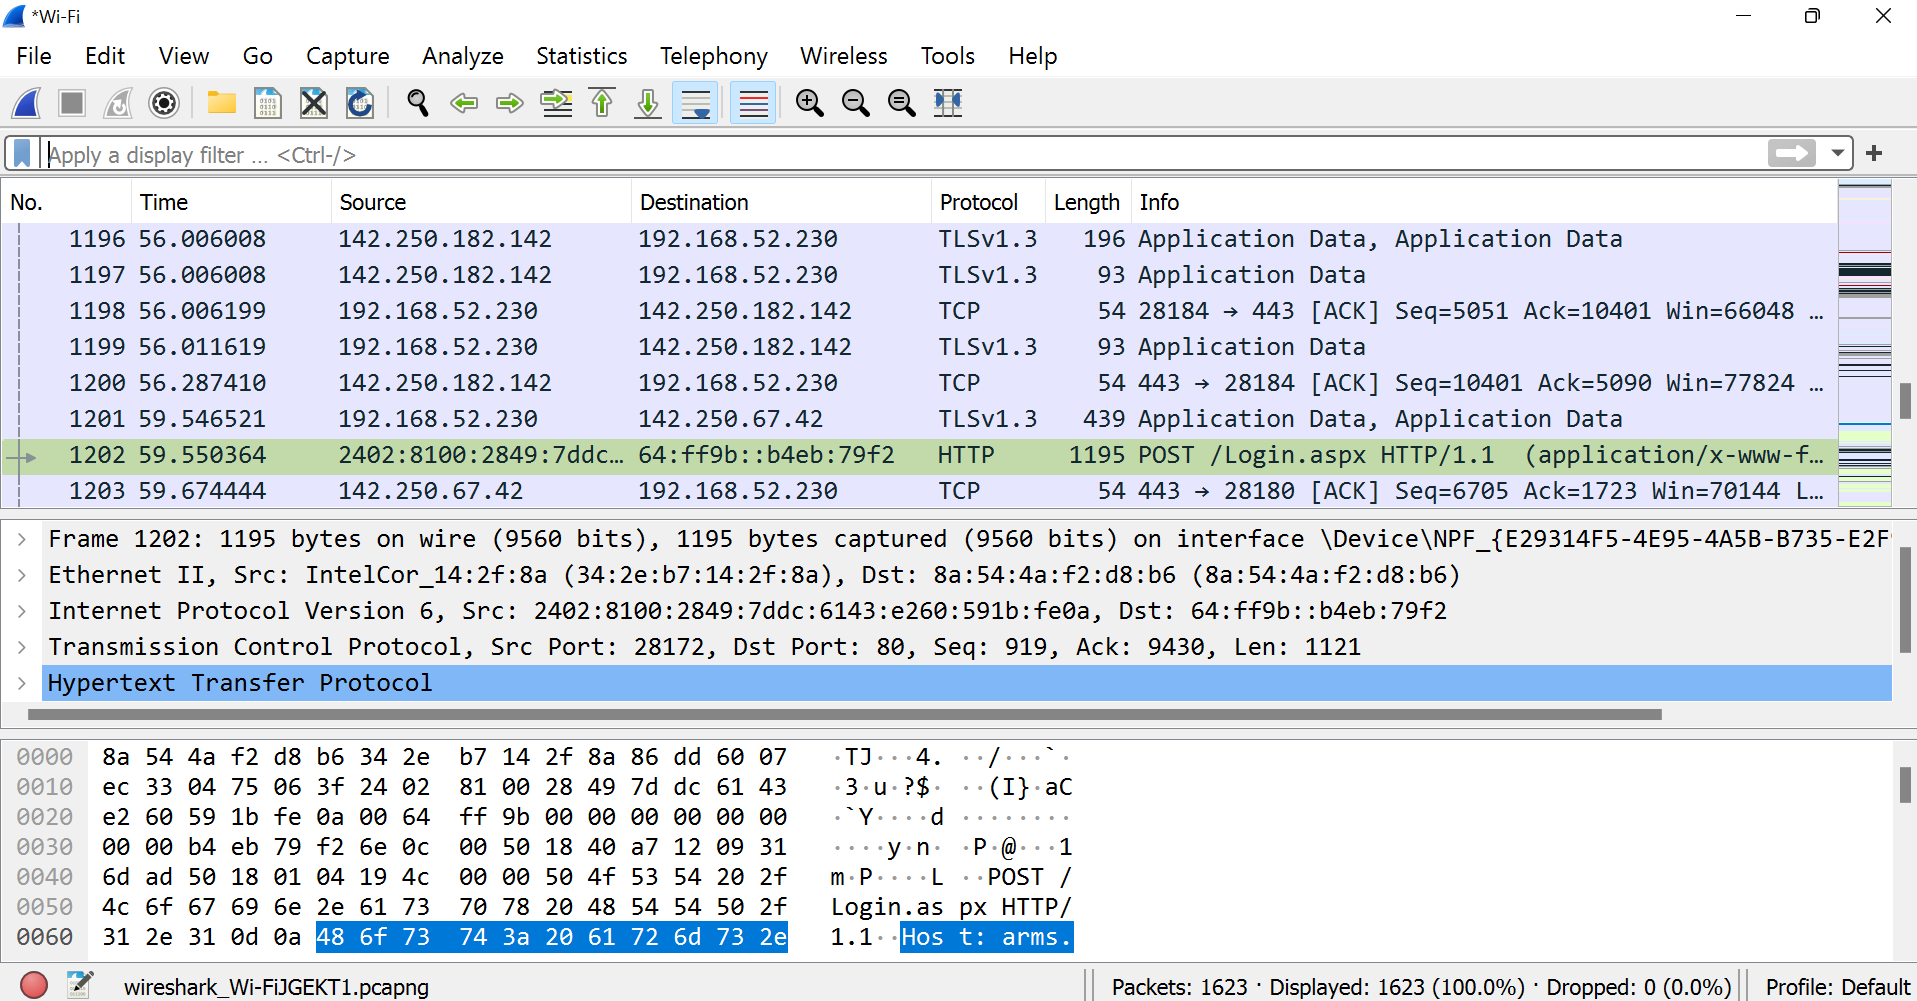 *Wi-Fi
File Edit View Go Capture Analyze Statistics Telephony Wireless Tools Help
Apply a display filter ... <Ctrl-/>
No. Time Source Destination Protocol Length Info
1196 56.006008 142.250.182.142 192.168.52.230 TLSv1.3 196 Application Data, Application Data
1197 56.006008 142.250.182.142 192.168.52.230 TLSv1.3 93 Application Data
1198 56.006199 192.168.52.230 142.250.182.142 TCP 54 28184 → 443 [ACK] Seq=5051 Ack=10401 Win=66048 …
1199 56.011619 192.168.52.230 142.250.182.142 TLSv1.3 93 Application Data
1200 56.287410 142.250.182.142 192.168.52.230 TCP 54 443 → 28184 [ACK] Seq=10401 Ack=5090 Win=77824 …
1201 59.546521 192.168.52.230 142.250.67.42 TLSv1.3 439 Application Data, Application Data
1202 59.550364 2402:8100:2849:7ddc… 64:ff9b::b4eb:79f2 HTTP 1195 POST /Login.aspx HTTP/1.1 (application/x-www-f…
1203 59.674444 142.250.67.42 192.168.52.230 TCP 54 443 → 28180 [ACK] Seq=6705 Ack=1723 Win=70144 L…
Frame 1202: 1195 bytes on wire (9560 bits), 1195 bytes captured (9560 bits) on interface \Device\NPF_{E29314F5-4E95-4A5B-B735-E2F
Ethernet II, Src: IntelCor_14:2f:8a (34:2e:b7:14:2f:8a), Dst: 8a:54:4a:f2:d8:b6 (8a:54:4a:f2:d8:b6)
Internet Protocol Version 6, Src: 2402:8100:2849:7ddc:6143:e260:591b:fe0a, Dst: 64:ff9b::b4eb:79f2
Transmission Control Protocol, Src Port: 28172, Dst Port: 80, Seq: 919, Ack: 9430, Len: 1121
Hypertext Transfer Protocol
0000 8a 54 4a f2 d8 b6 34 2e b7 14 2f 8a 86 dd 60 07 ·TJ···4. ··/···`·
0010 ec 33 04 75 06 3f 24 02 81 00 28 49 7d dc 61 43 ·3·u·?$· ··(I}·aC
0020 e2 60 59 1b fe 0a 00 64 ff 9b 00 00 00 00 00 00 ·`Y····d ········
0030 00 00 b4 eb 79 f2 6e 0c 00 50 18 40 a7 12 09 31 ····y·n· ·P·@···1
0040 6d ad 50 18 01 04 19 4c 00 00 50 4f 53 54 20 2f m·P····L ··POST /
0050 4c 6f 67 69 6e 2e 61 73 70 78 20 48 54 54 50 2f Login.as px HTTP/
0060 31 2e 31 0d 0a 48 6f 73 74 3a 20 61 72 6d 73 2e 1.1··Hos t: arms.
wireshark_Wi-FiJGEKT1.pcapng Packets: 1623 · Displayed: 1623 (100.0%) · Dropped: 0 (0.0%) Profile: Default